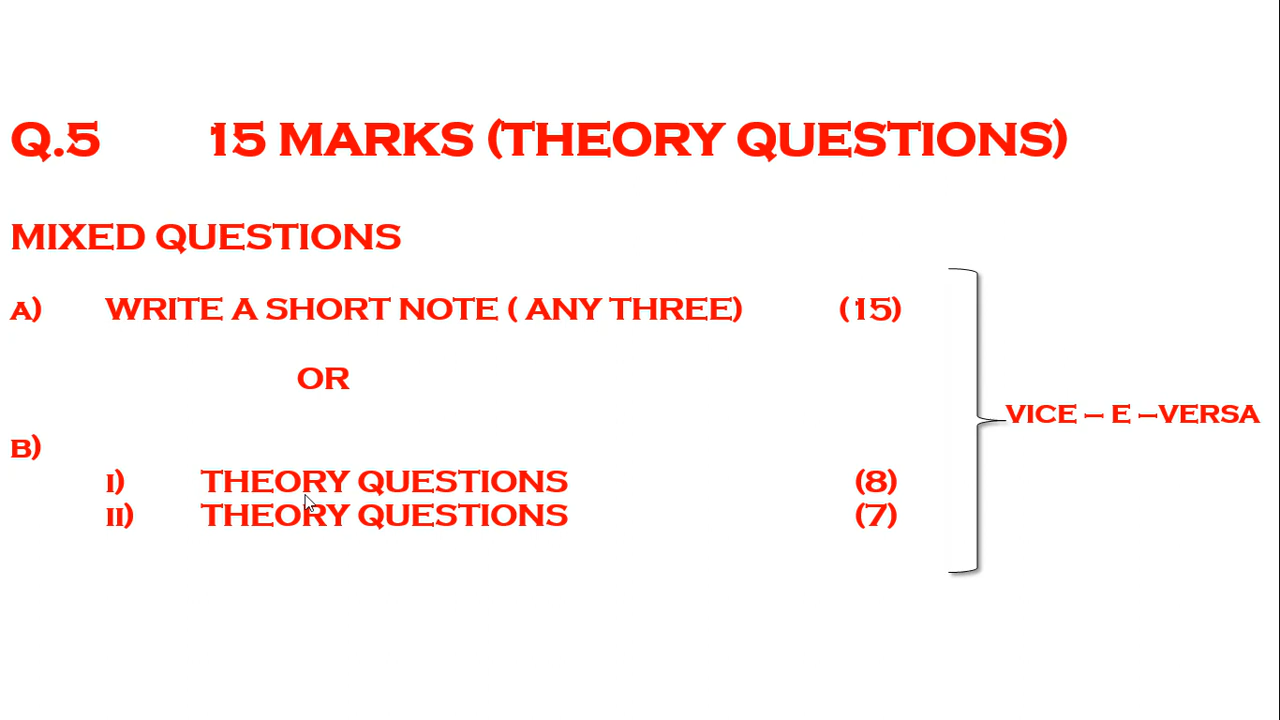 Q.5 15 MARKS (THEORY QUESTIONS)
MIXED QUESTIONS
A) WRITE A SHORT NOTE ( ANY THREE) (15)
OR
VICE – E –VERSA
B)
I) THEORY QUESTIONS (8)
II) THEORY QUESTIONS (7)